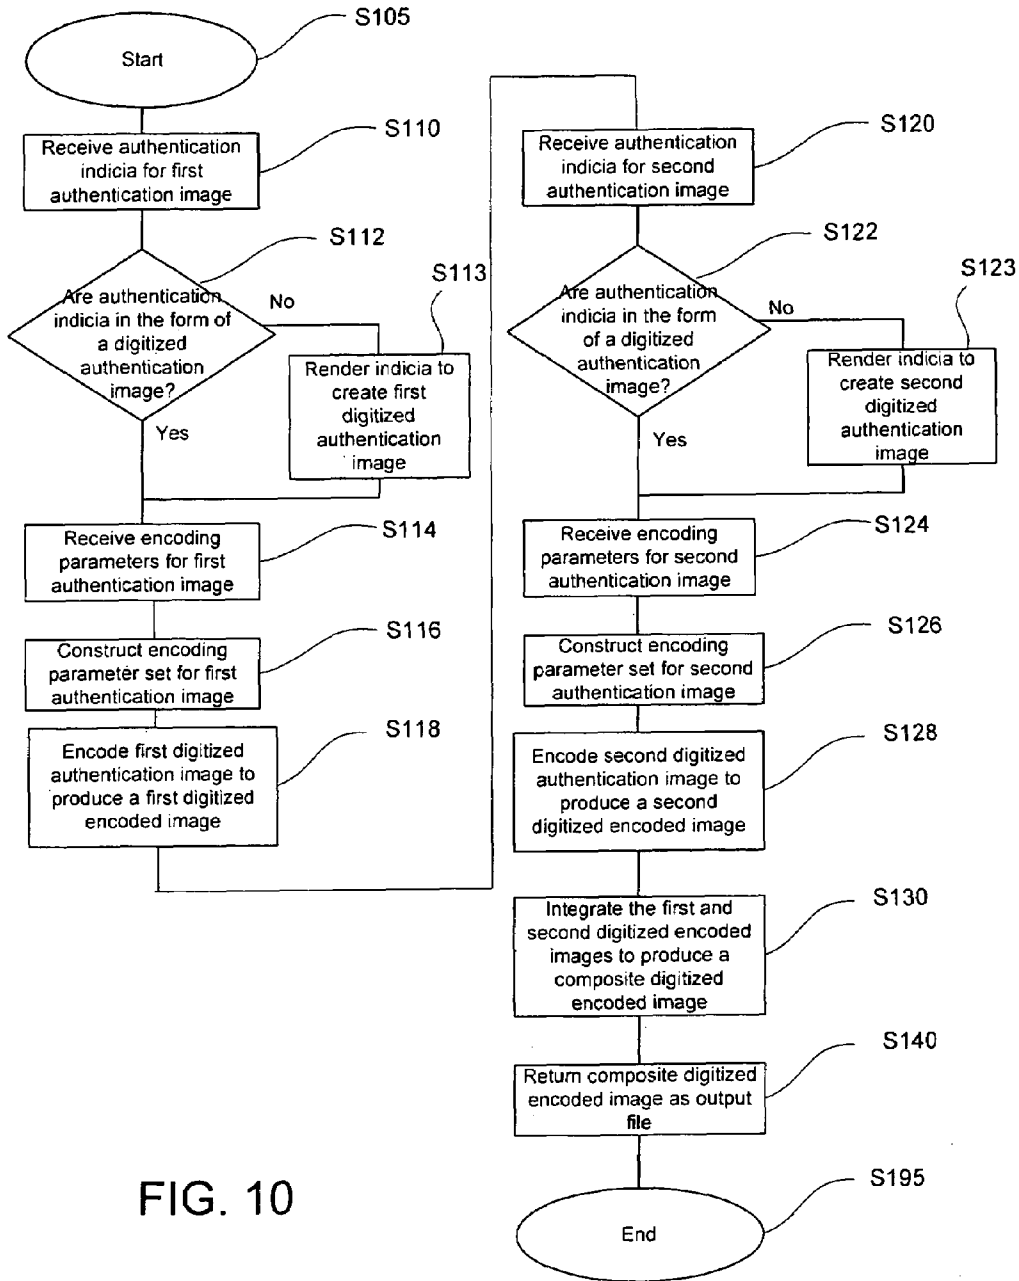 S105
Start
S110
Receive authentication
indicia for first
authentication image
S112
Are authentication
indicia in the form of
a digitized
authentication
image?
No
Yes
S113
Render indicia to
create first
digitized
authentication
image
S114
Receive encoding
parameters for first
authentication image
S116
Construct encoding
parameter set for first
authentication image
S118
Encode first digitized
authentication image to
produce a first digitized
encoded image
S120
Receive authentication
indicia for second
authentication image
S122
Are authentication
indicia in the form
of a digitized
authentication
image?
No
Yes
S123
Render indicia to
create second
digitized
authentication
image
S124
Receive encoding
parameters for second
authentication image
S126
Construct encoding
parameter set for second
authentication image
S128
Encode second digitized
authentication image to
produce a second
digitized encoded image
S130
Integrate the first and
second digitized encoded
images to produce a
composite digitized
encoded image
S140
Return composite digitized
encoded image as output
file
S195
End
FIG. 10